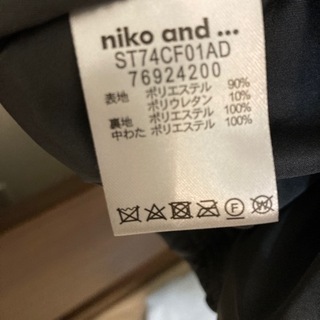 niko and ...
ST74CF01AD
76924200
表地 ポリエステル 90%
ポリウレタン 10%
裏地 ポリエステル 100%
中わた ポリエステル 100%